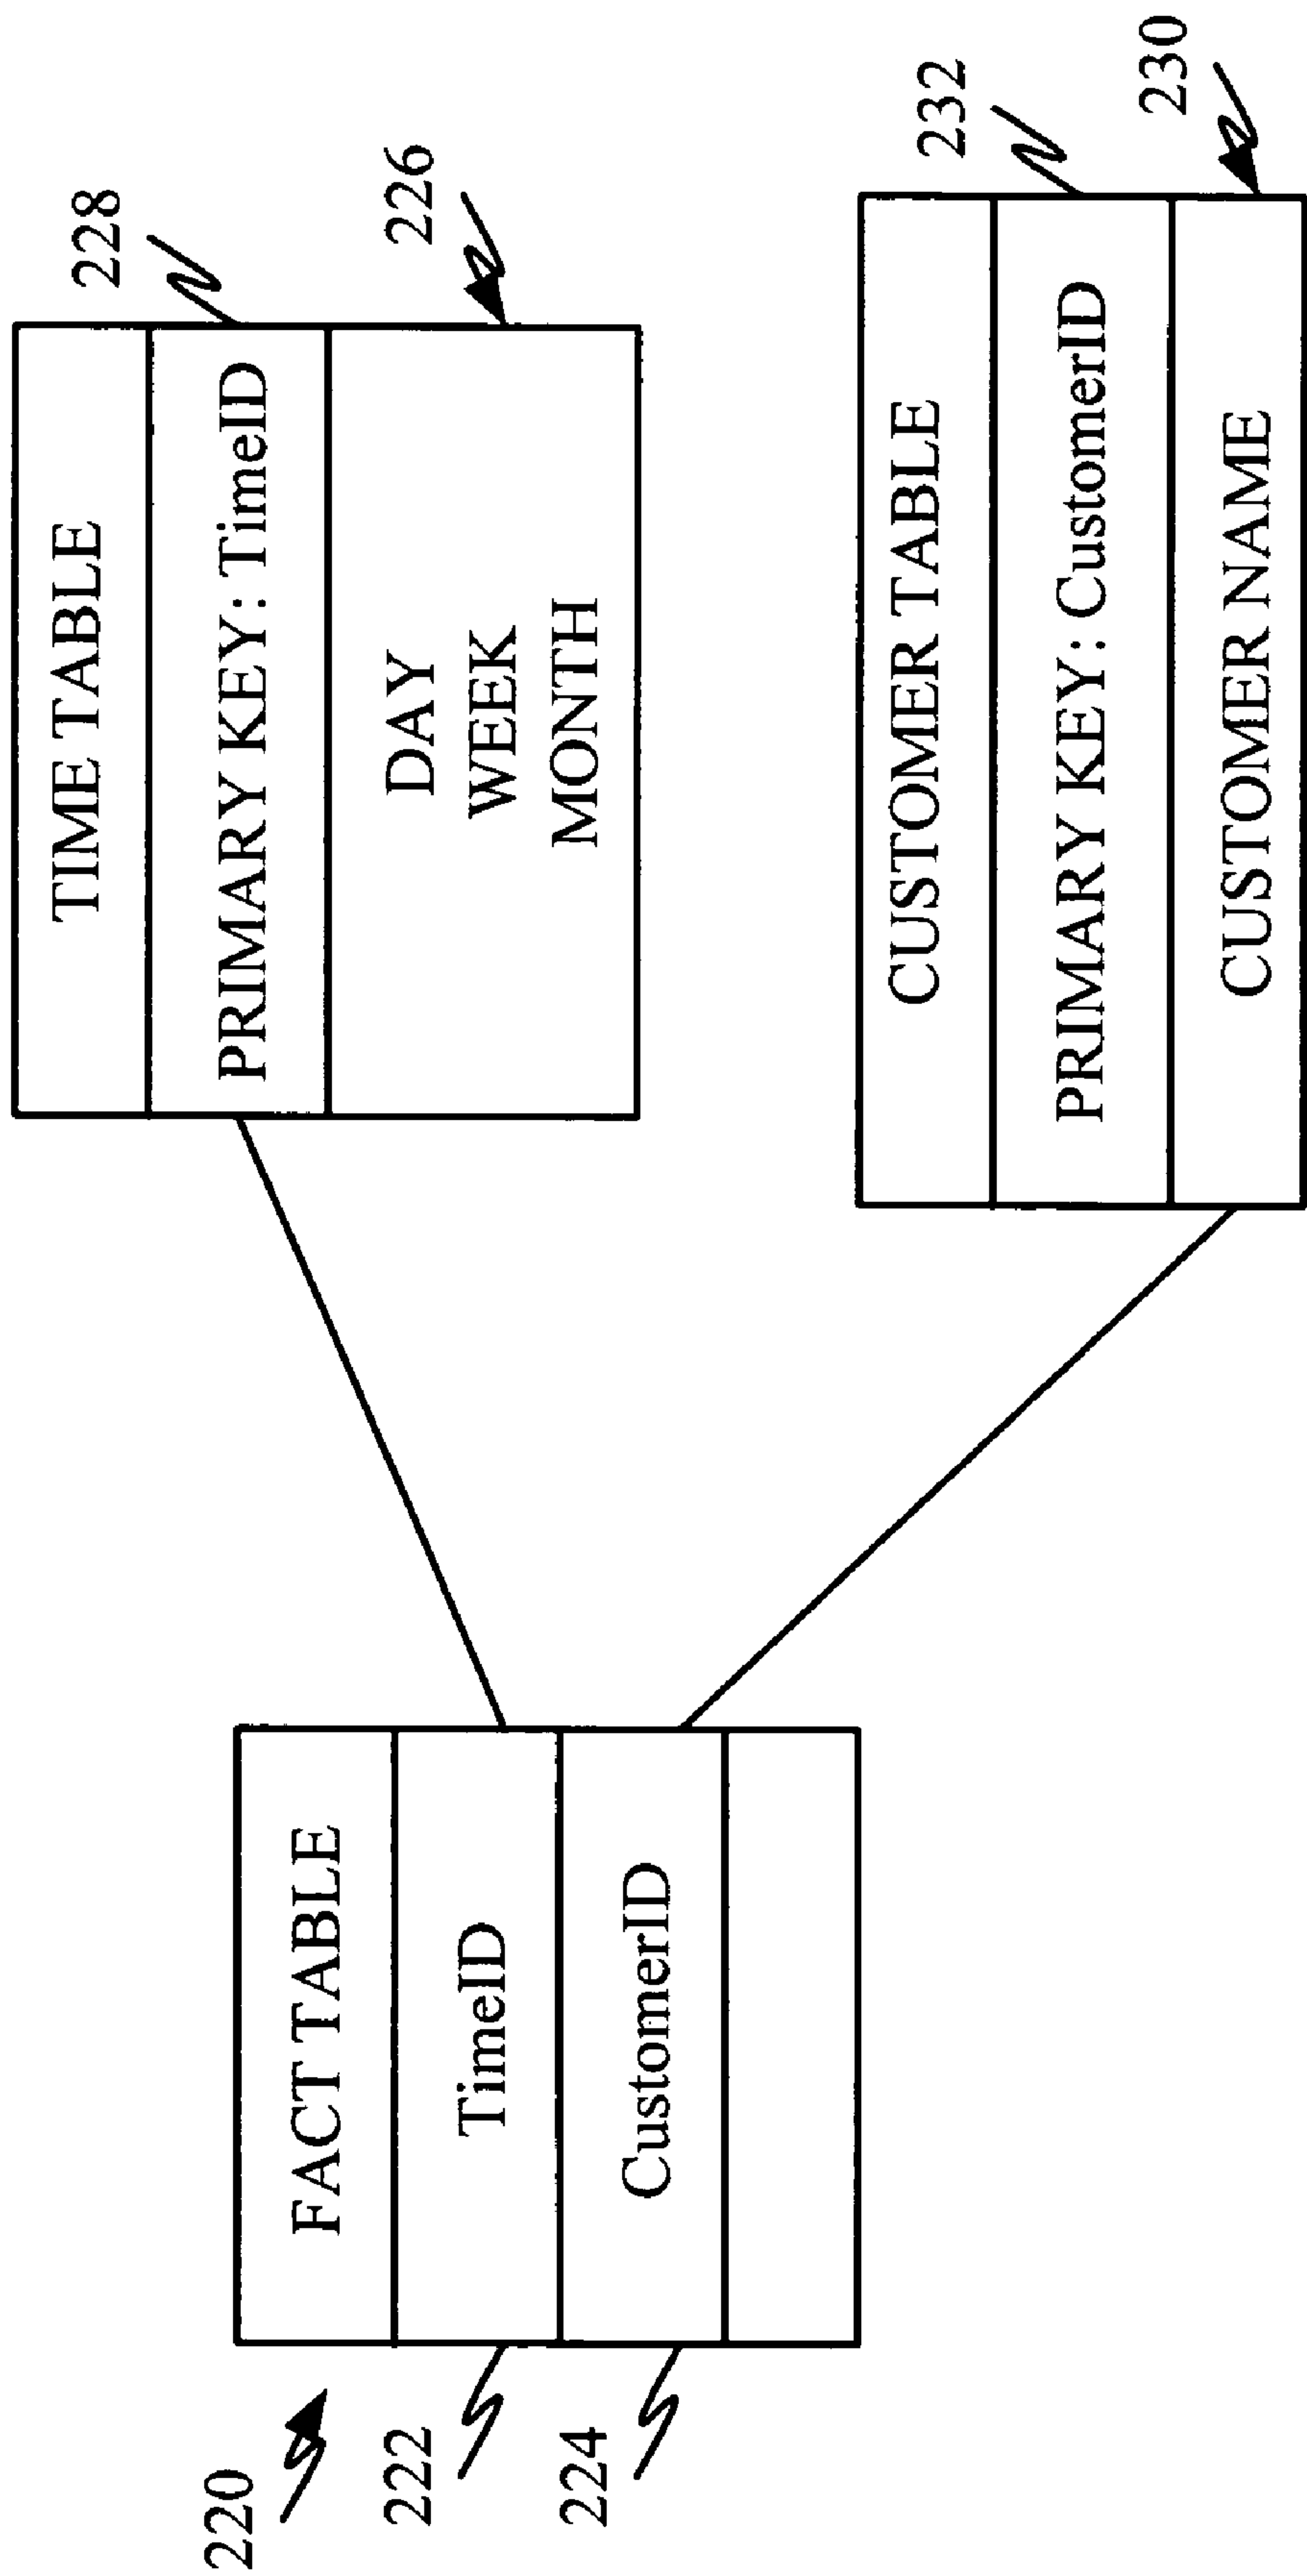 220
FACT TABLE
222
TimeID
224
CustomerID
TIME TABLE
228
PRIMARY KEY: TimeID
226
DAY
WEEK
MONTH
CUSTOMER TABLE
232
PRIMARY KEY: CustomerID
230
CUSTOMER NAME